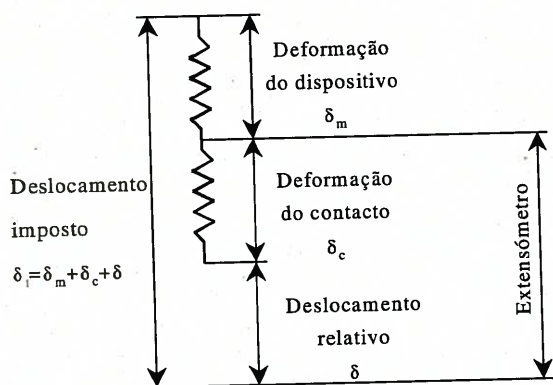 Deformação
do dispositivo
δm
Deslocamento
imposto
δi=δm+δc+δ
Deformação
do contacto
δc
Deslocamento
relativo
δ
Extensómetro